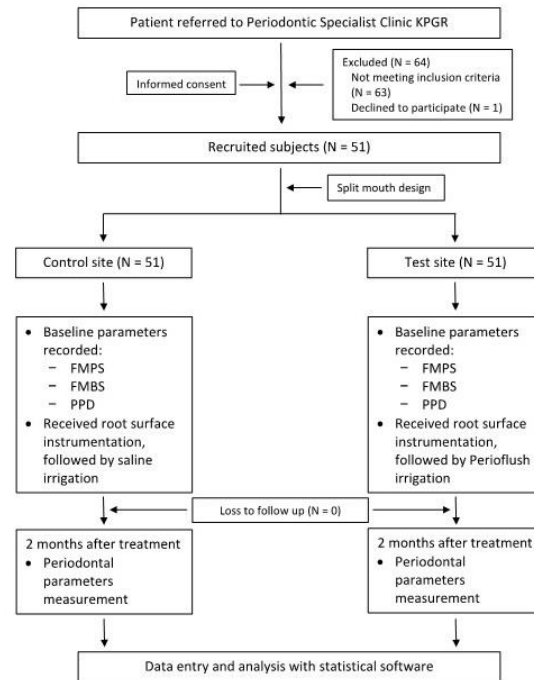 Patient referred to Periodontic Specialist Clinic KPGR
Informed consent
Excluded (N = 64)
Not meeting inclusion criteria
(N = 63)
Declined to participate (N = 1)
Recruited subjects (N = 51)
Split mouth design
Control site (N = 51)
Test site (N = 51)
• Baseline parameters
recorded:
− FMPS
− FMBS
− PPD
• Received root surface
instrumentation,
followed by saline
irrigation
• Baseline parameters
recorded:
− FMPS
− FMBS
− PPD
• Received root surface
instrumentation,
followed by Perioflush
irrigation
Loss to follow up (N = 0)
2 months after treatment
• Periodontal
parameters
measurement
2 months after treatment
• Periodontal
parameters
measurement
Data entry and analysis with statistical software